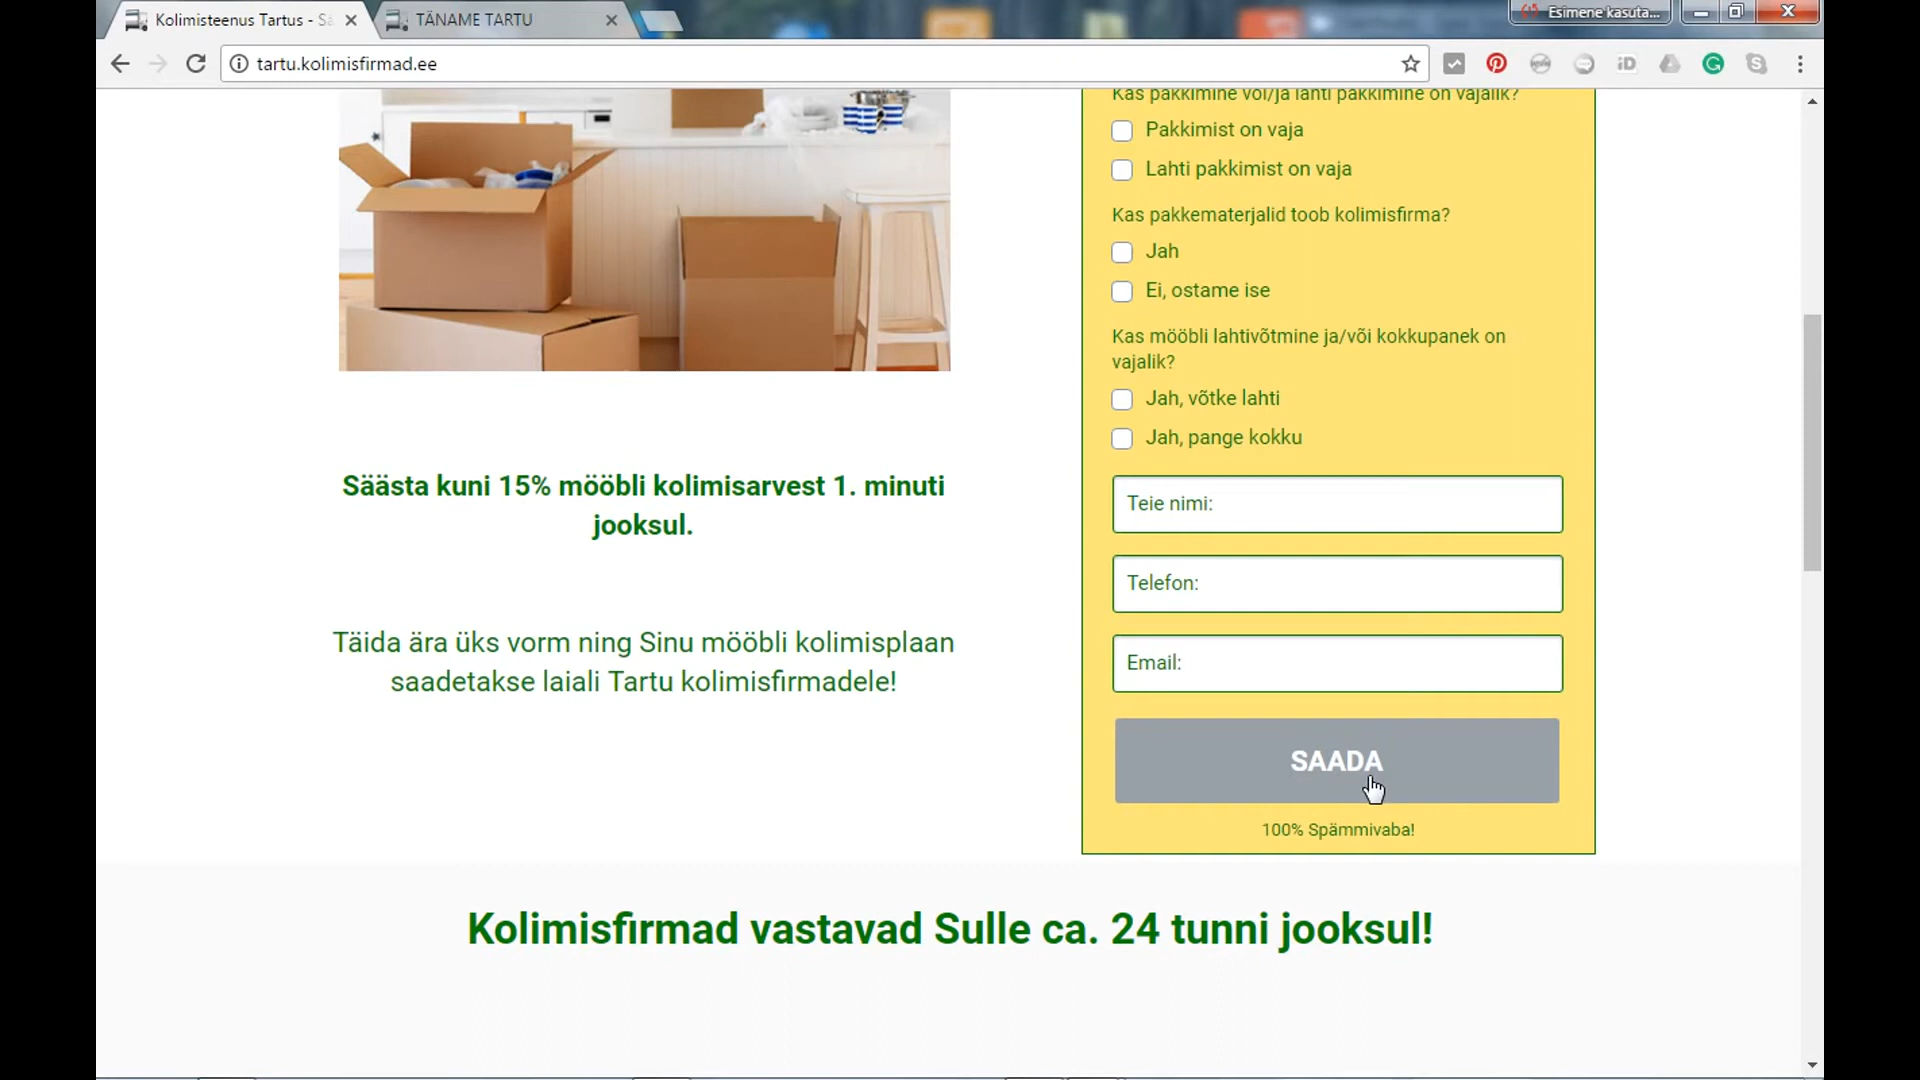 Kolimisteenus Tartus - Sä
TÄNAME TARTU
Esimene kasuta...
tartu.kolimisfirmad.ee
Kas pakkimine või/ja lahti pakkimine on vajalik?
Pakkimist on vaja
Lahti pakkimist on vaja
Kas pakkematerjalid toob kolimisfirma?
Jah
Ei, ostame ise
Kas mööbli lahtivõtmine ja/või kokkupanek on
vajalik?
Jah, võtke lahti
Jah, pange kokku
Säästa kuni 15% mööbli kolimisarvest 1. minuti
jooksul.
Täida ära üks vorm ning Sinu mööbli kolimisplaan
saadetakse laiali Tartu kolimisfirmadele!
Teie nimi:
Telefon:
Email:
SAADA
100% Spämmivaba!
Kolimisfirmad vastavad Sulle ca. 24 tunni jooksul!